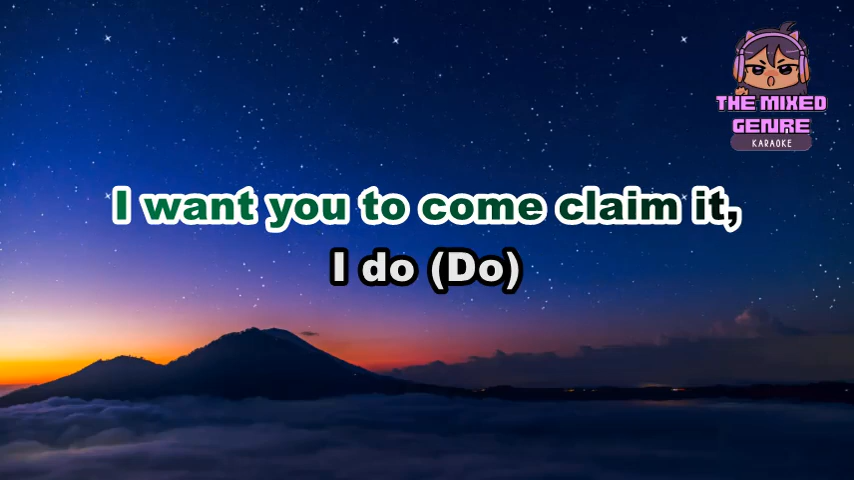 THE MIXED
GENRE
KARAOKE
I want you to come claim it,
I do (Do)